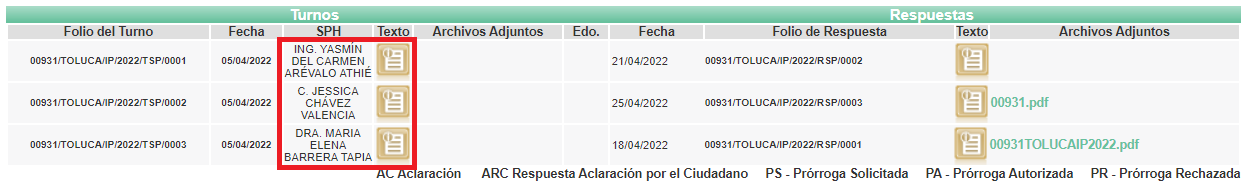 Turnos Respuestas
Folio del Turno Fecha SPH Texto Archivos Adjuntos Edo. Fecha Folio de Respuesta Texto Archivos Adjuntos
00931/TOLUCA/IP/2022/TSP/0001 05/04/2022 ING. YASMÍN DEL CARMEN ARÉVALO ATHIÉ 21/04/2022 00931/TOLUCA/IP/2022/RSP/0002
00931/TOLUCA/IP/2022/TSP/0002 05/04/2022 C. JESSICA CHÁVEZ VALENCIA 25/04/2022 00931/TOLUCA/IP/2022/RSP/0003 00931.pdf
00931/TOLUCA/IP/2022/TSP/0003 05/04/2022 DRA. MARIA ELENA BARRERA TAPIA 18/04/2022 00931/TOLUCA/IP/2022/RSP/0001 00931TOLUCAIP2022.pdf
AC Aclaración ARC Respuesta Aclaración por el Ciudadano PS - Prórroga Solicitada PA - Prórroga Autorizada PR - Prórroga Rechazada